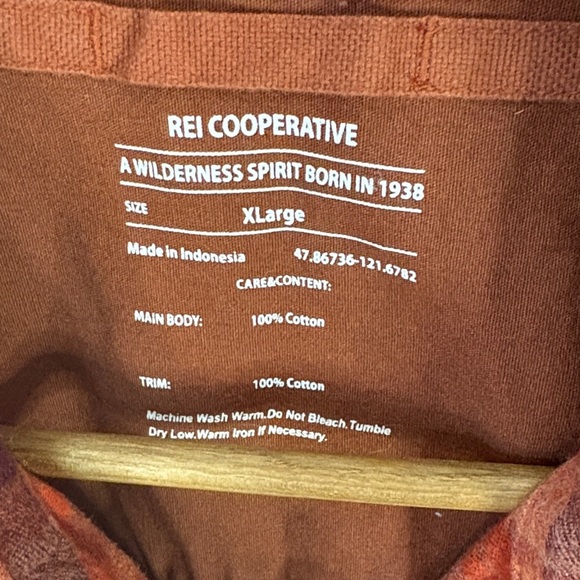 REI COOPERATIVE
A WILDERNESS SPIRIT BORN IN 1938
SIZE XLarge
Made in Indonesia 47.86736-121.6782
CARE&CONTENT:
MAIN BODY: 100% Cotton
TRIM: 100% Cotton
Machine Wash Warm.Do Not Bleach.Tumble
Dry Low.Warm Iron If Necessary.